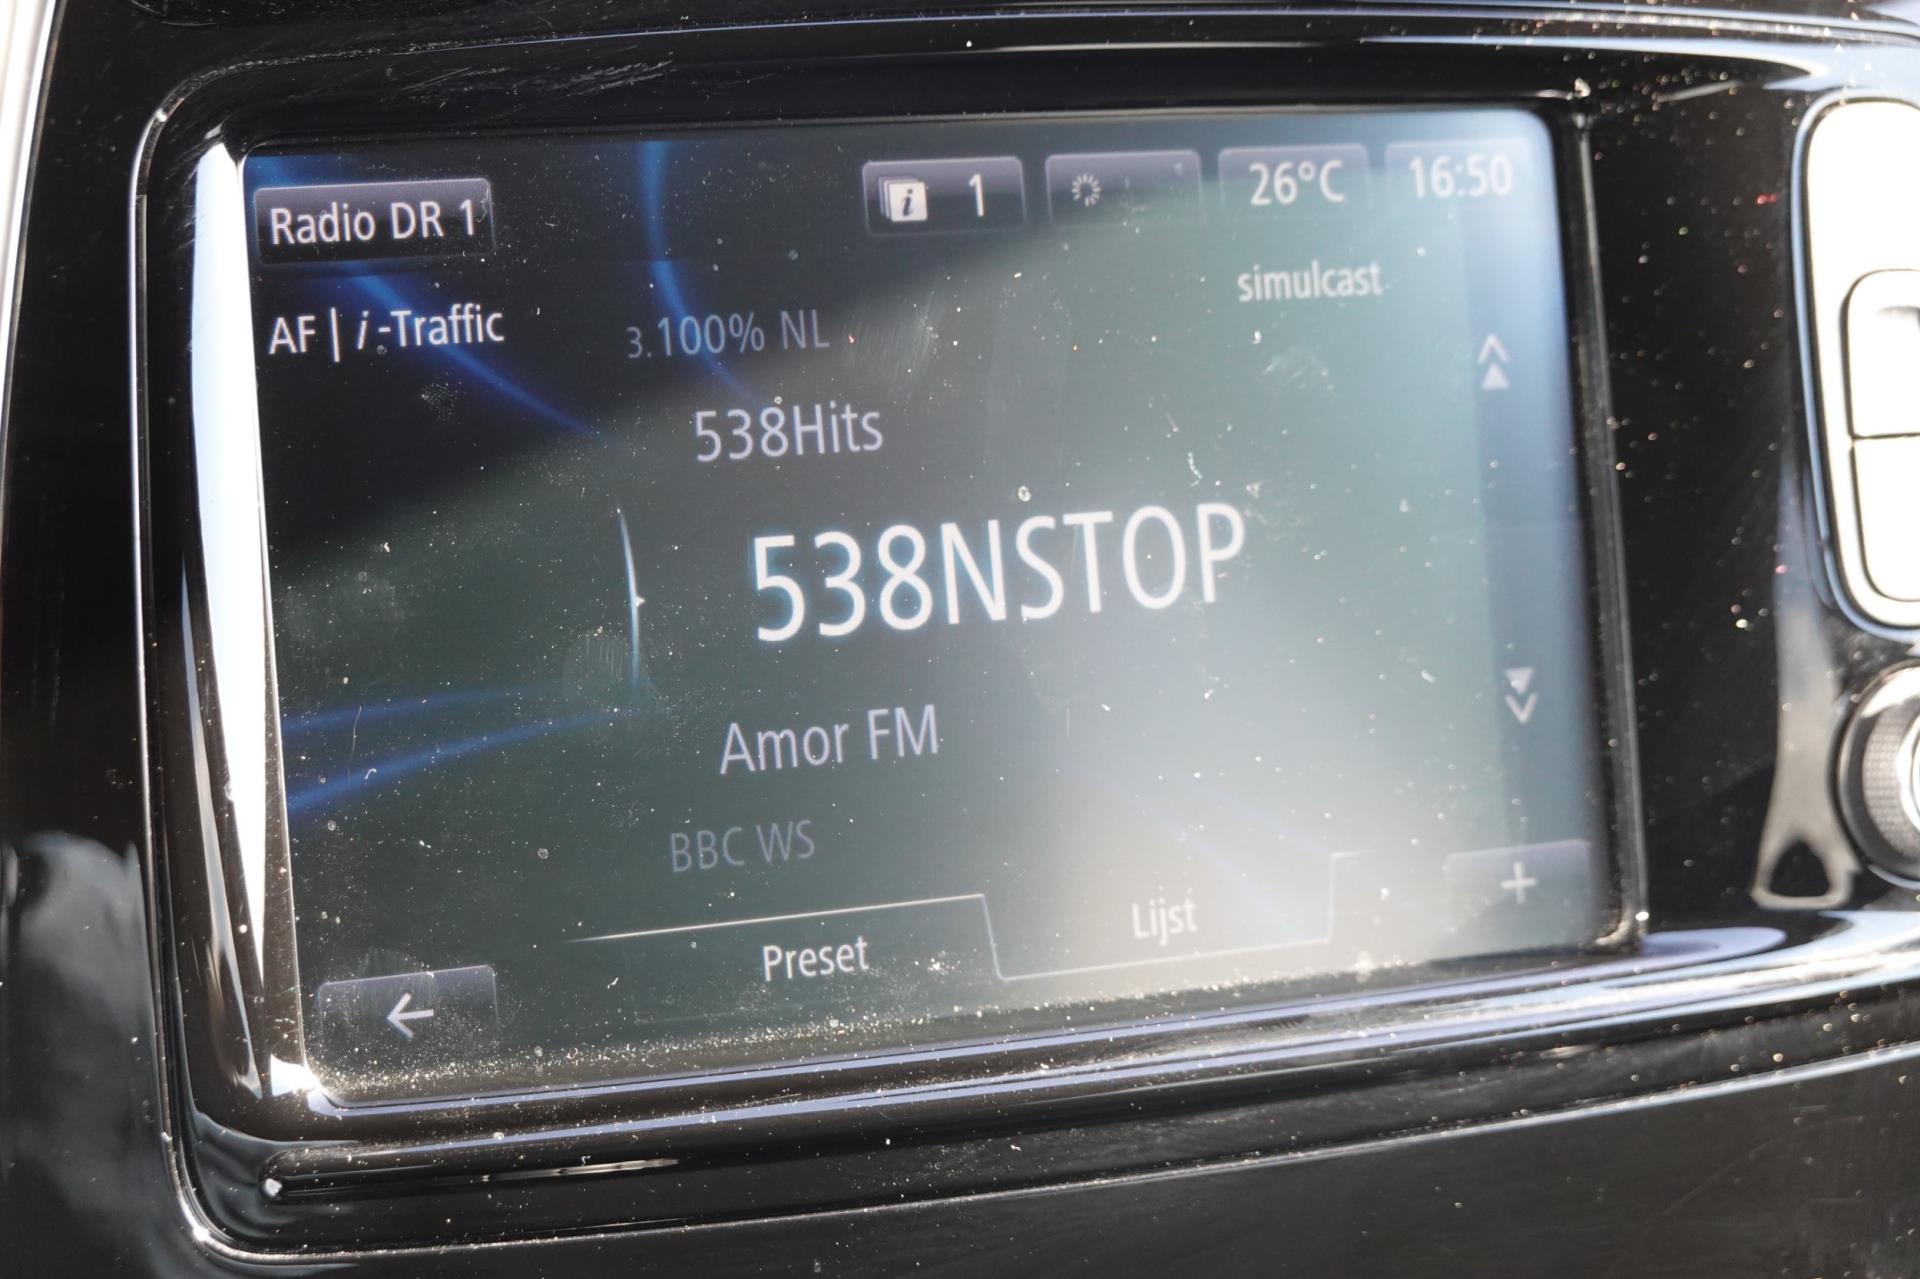 Radio DR 1
i 1
26°C
16:50
simulcast
AF | i-Traffic
3.100% NL
538Hits
538NSTOP
Amor FM
BBC WS
Preset
Lijst
+